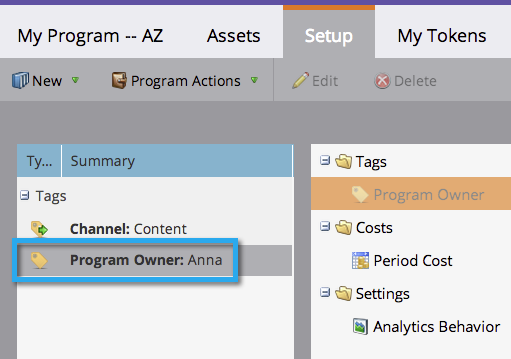 My Program -- AZ Assets Setup My Tokens
New Program Actions Edit Delete
Ty... Summary
Tags
Channel: Content
Program Owner: Anna
Tags
Program Owner
Costs
Period Cost
Settings
Analytics Behavior